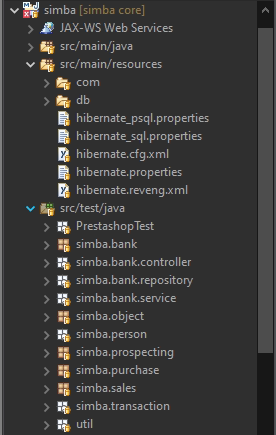 simba [simba core]
JAX-WS Web Services
src/main/java
src/main/resources
com
db
hibernate_psql.properties
hibernate_sql.properties
hibernate.cfg.xml
hibernate.properties
hibernate.reveng.xml
src/test/java
PrestashopTest
simba.bank
simba.bank.controller
simba.bank.repository
simba.bank.service
simba.object
simba.person
simba.prospecting
simba.purchase
simba.sales
simba.transaction
util